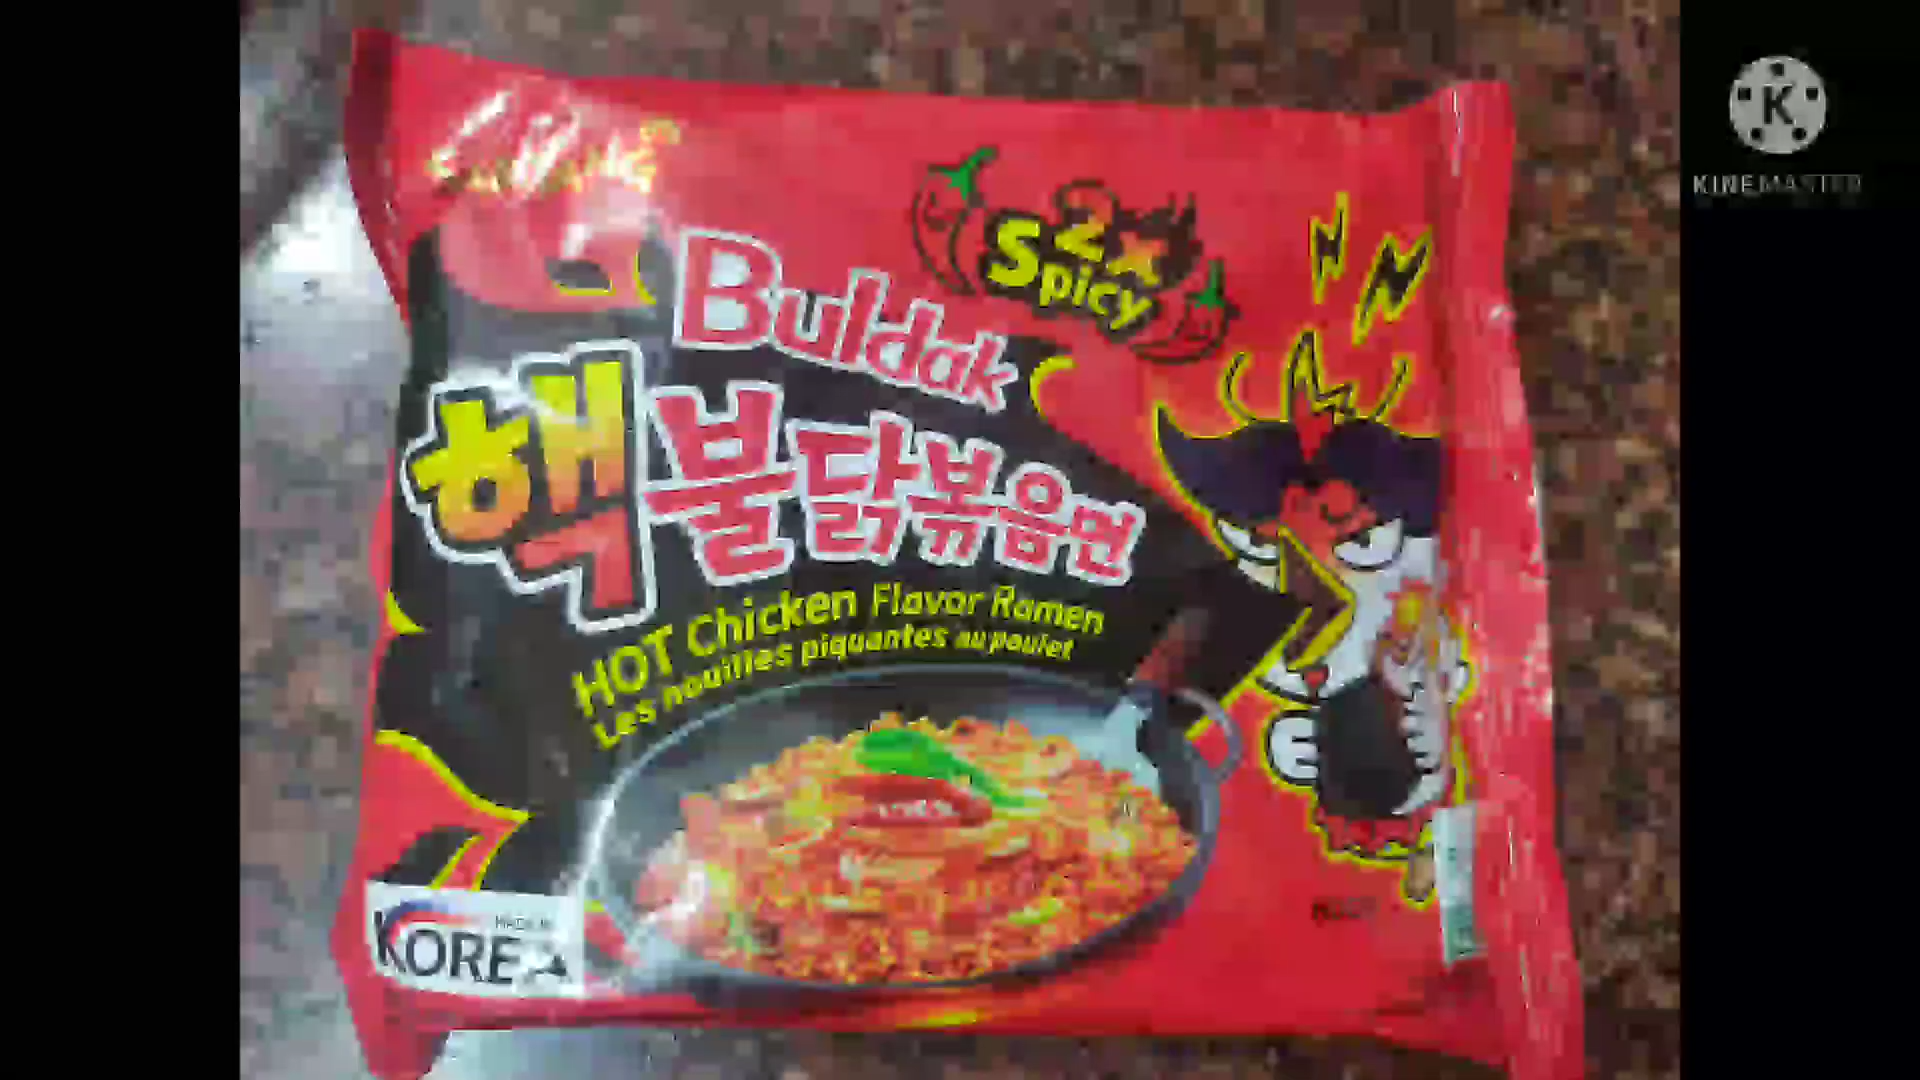 2x
Spicy
Buldak
핵불닭볶음면
HOT Chicken Flavor Ramen
Les nouilles piquantes au poulet
MADE IN
KOREA
K
KINEMASTER